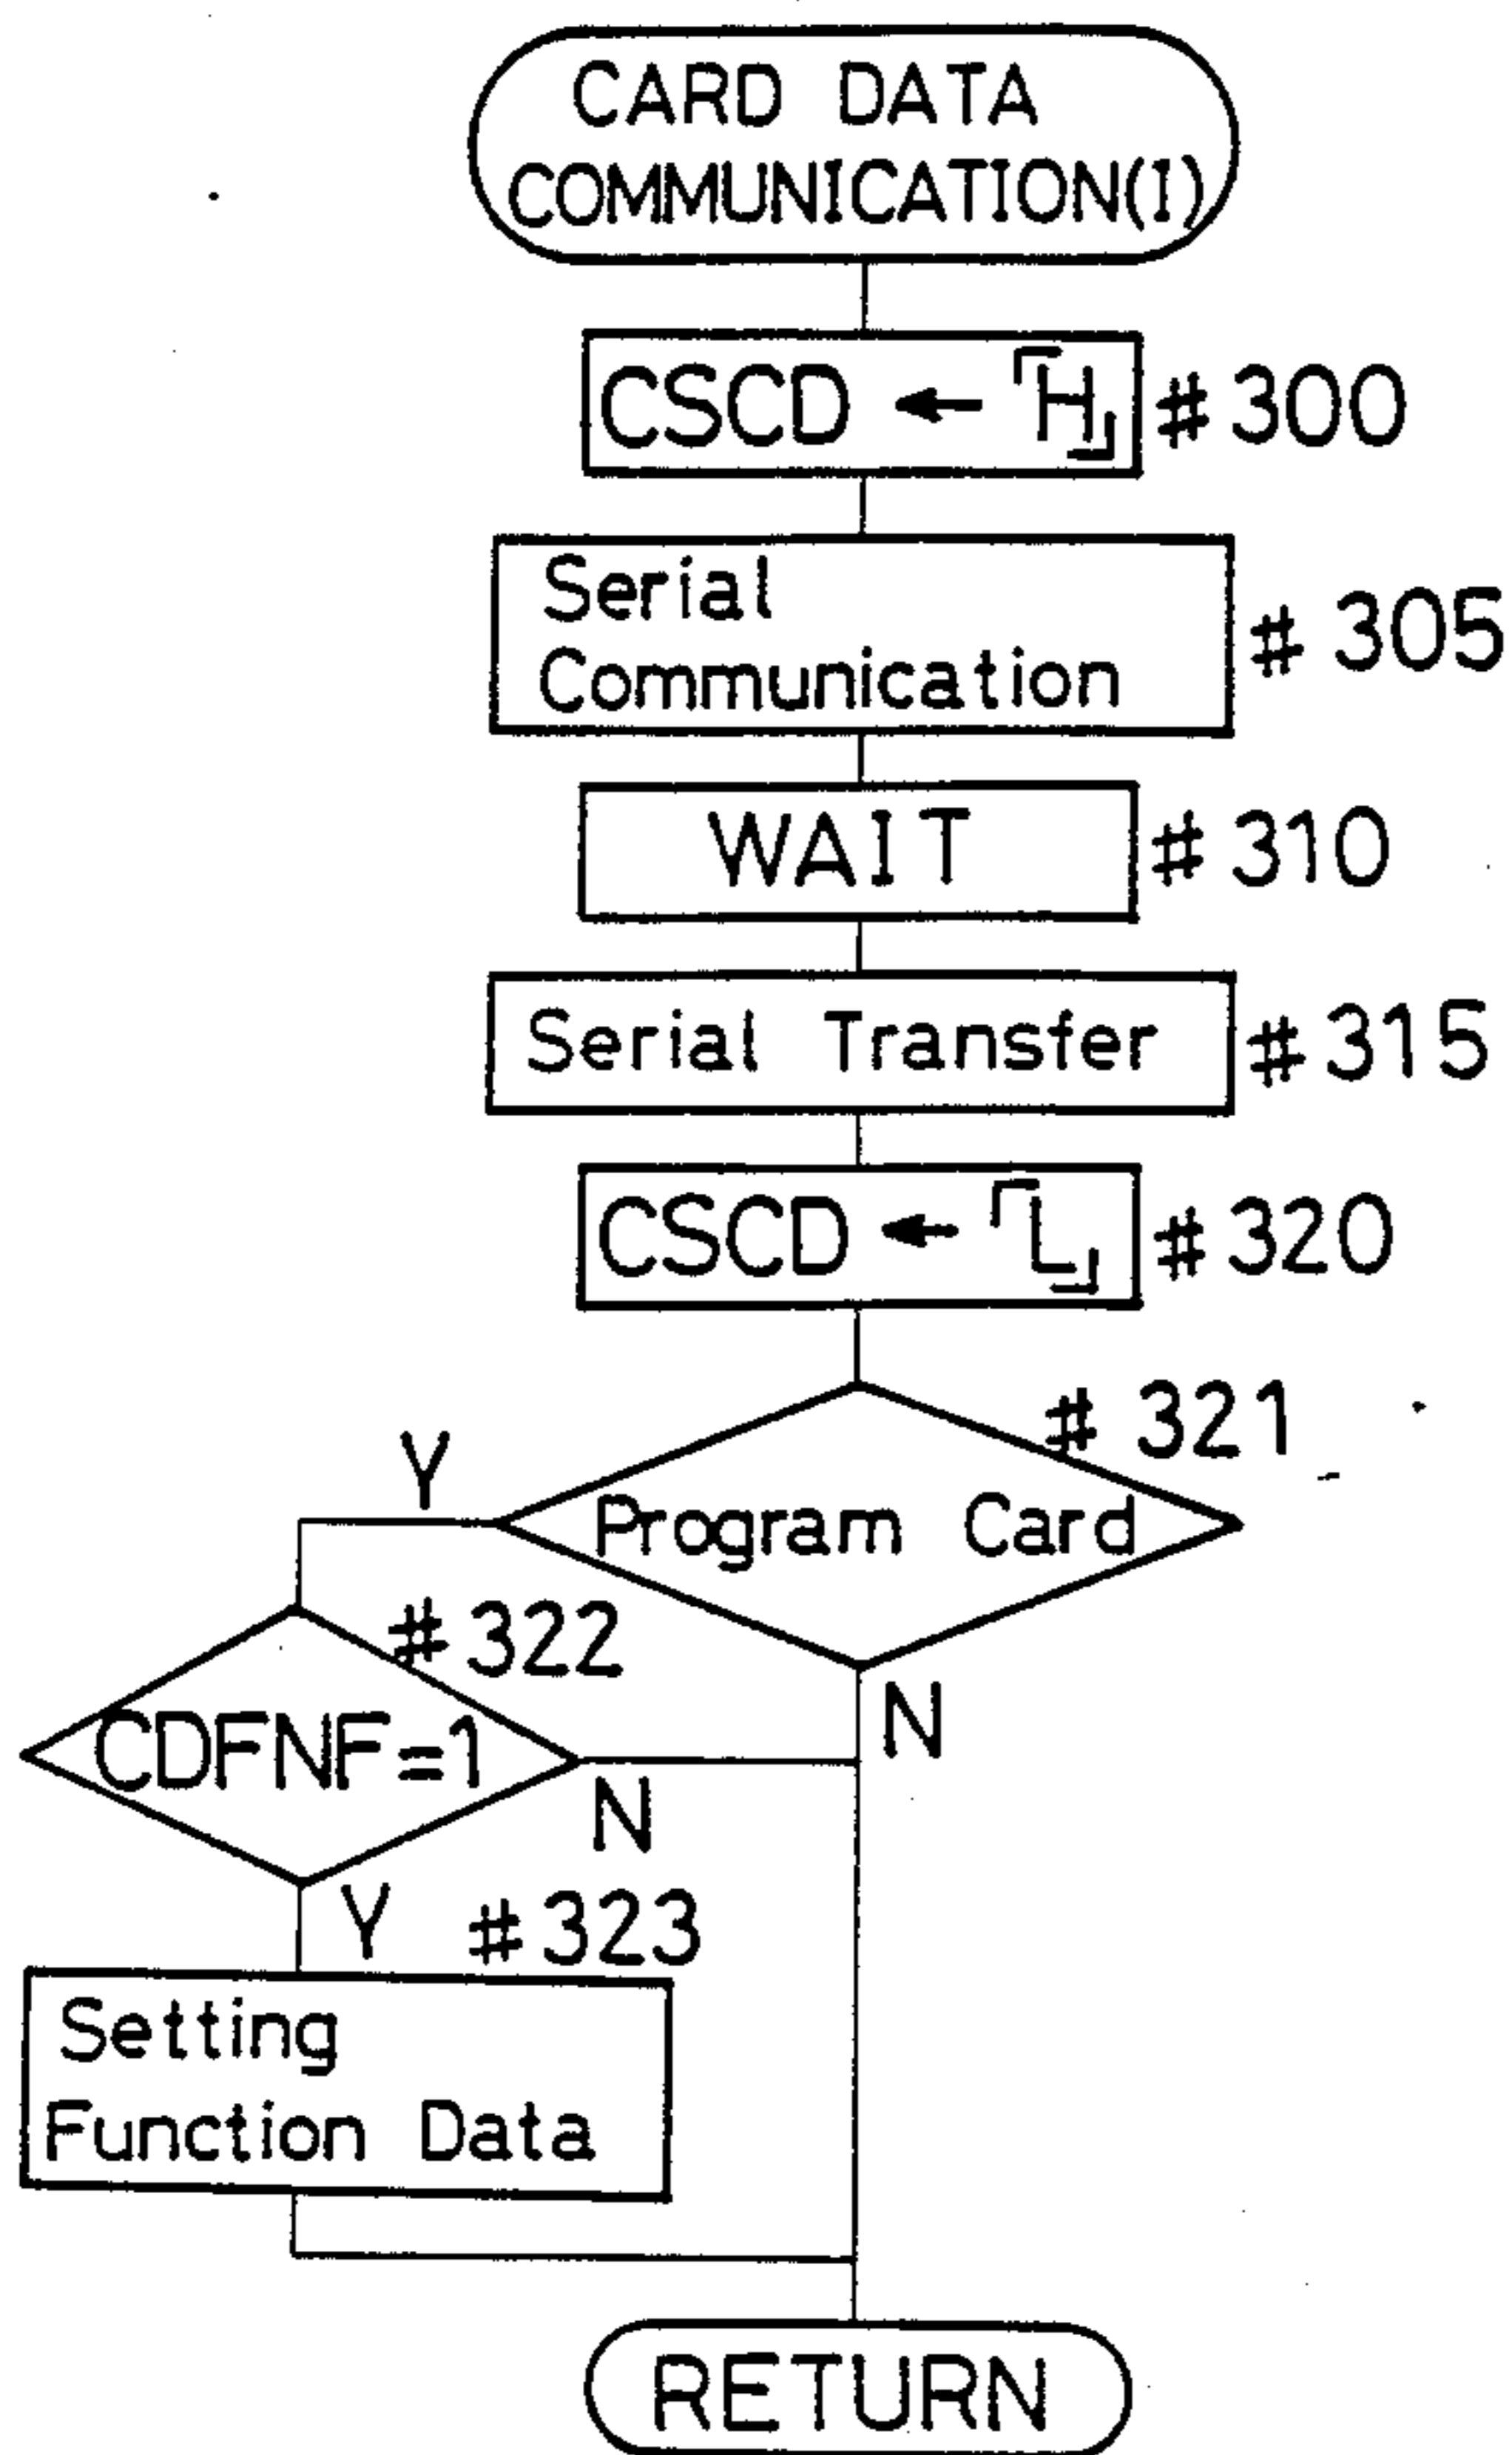 CARD DATA
COMMUNICATION(I)
CSCD ← 「H」 #300
Serial
Communication
#305
WAIT #310
Serial Transfer #315
CSCD ← 「L」 #320
#321
Y
Program Card
#322
N
CDFNF=1
N
Y #323
Setting
Function Data
RETURN